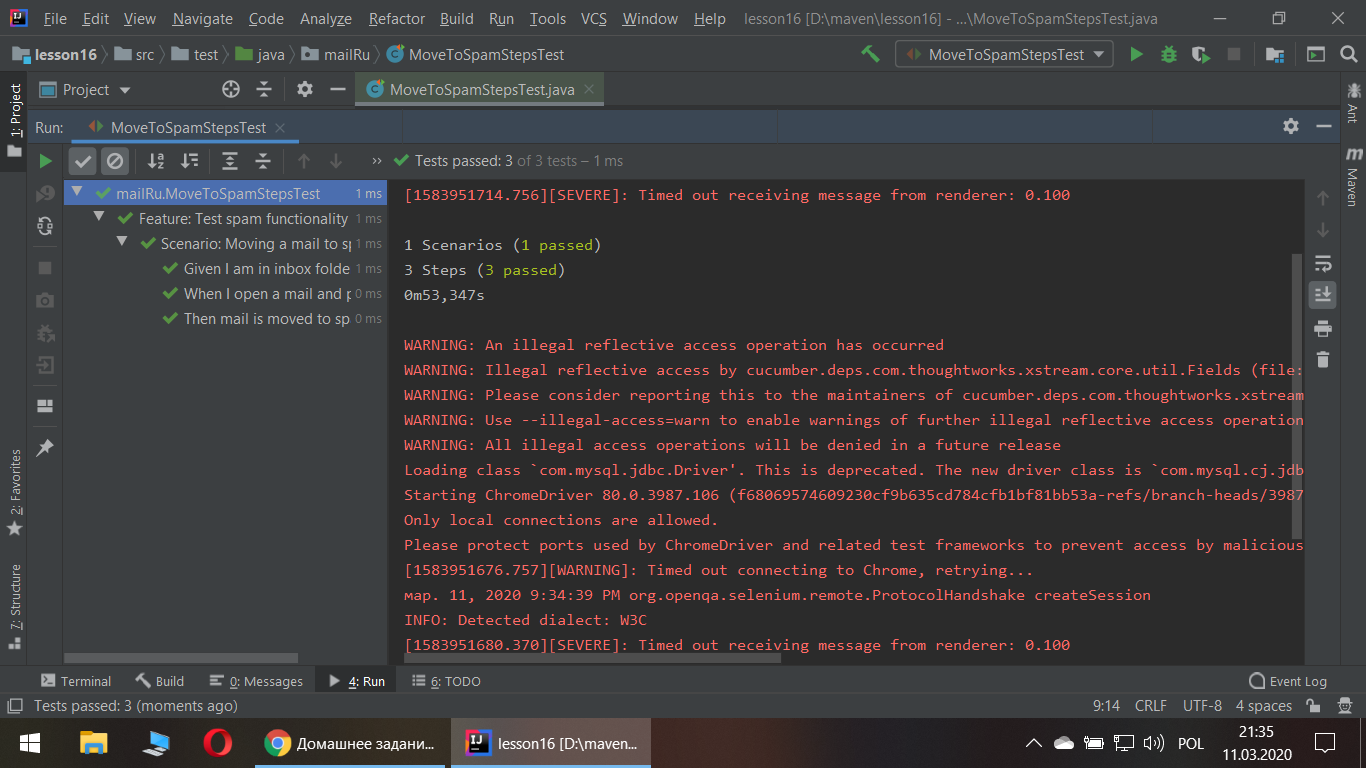 File Edit View Navigate Code Analyze Refactor Build Run Tools VCS Window Help lesson16 [D:\maven\lesson16] - ...\MoveToSpamStepsTest.java
lesson16 src test java mailRu MoveToSpamStepsTest MoveToSpamStepsTest
1: Project
Project MoveToSpamStepsTest.java
Ant
Run: MoveToSpamStepsTest
Tests passed: 3 of 3 tests – 1 ms
Maven
mailRu.MoveToSpamStepsTest 1 ms
Feature: Test spam functionality 1 ms
Scenario: Moving a mail to sp 1 ms
Given I am in inbox folde 1 ms
When I open a mail and p 0 ms
Then mail is moved to sp 0 ms
[1583951714.756][SEVERE]: Timed out receiving message from renderer: 0.100
1 Scenarios (1 passed)
3 Steps (3 passed)
0m53,347s
WARNING: An illegal reflective access operation has occurred
WARNING: Illegal reflective access by cucumber.deps.com.thoughtworks.xstream.core.util.Fields (file:
WARNING: Please consider reporting this to the maintainers of cucumber.deps.com.thoughtworks.xstream
WARNING: Use --illegal-access=warn to enable warnings of further illegal reflective access operation
WARNING: All illegal access operations will be denied in a future release
Loading class `com.mysql.jdbc.Driver'. This is deprecated. The new driver class is `com.mysql.cj.jdb
Starting ChromeDriver 80.0.3987.106 (f68069574609230cf9b635cd784cfb1bf81bb53a-refs/branch-heads/3987
Only local connections are allowed.
Please protect ports used by ChromeDriver and related test frameworks to prevent access by malicious
[1583951676.757][WARNING]: Timed out connecting to Chrome, retrying...
мар. 11, 2020 9:34:39 PM org.openqa.selenium.remote.ProtocolHandshake createSession
INFO: Detected dialect: W3C
[1583951680.370][SEVERE]: Timed out receiving message from renderer: 0.100
2: Favorites
7: Structure
Terminal Build 0: Messages 4: Run 6: TODO Event Log
Tests passed: 3 (moments ago) 9:14 CRLF UTF-8 4 spaces
Домашнее задани... lesson16 [D:\maven... POL 21:35
11.03.2020